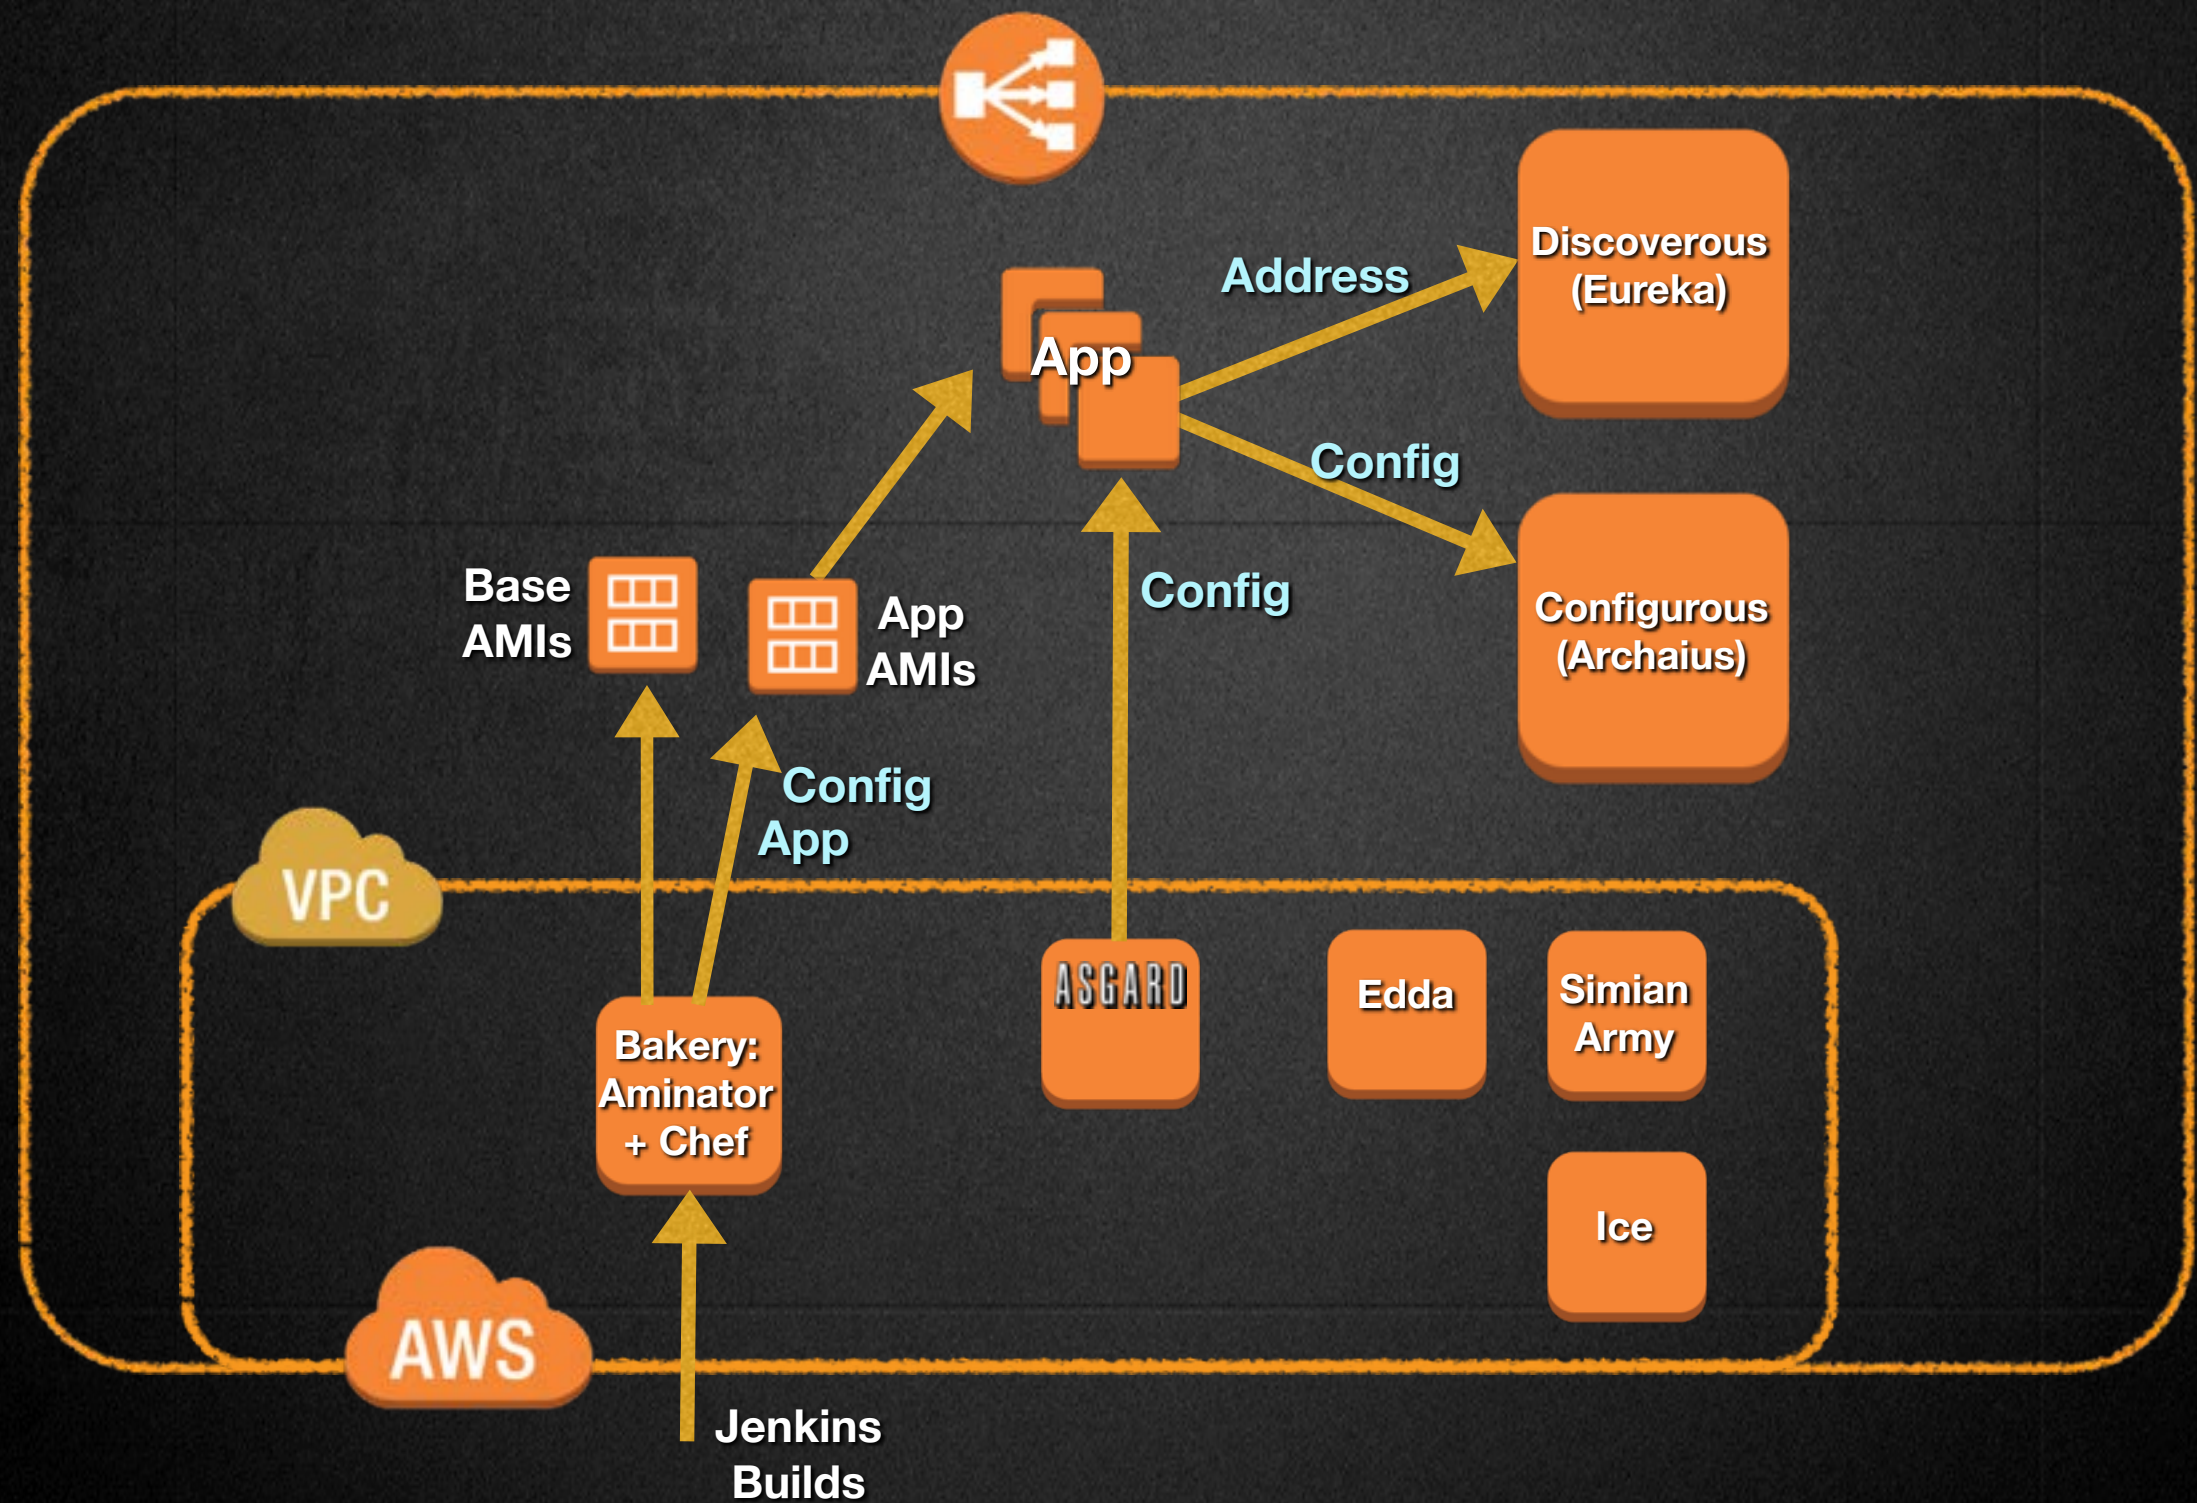 Discoverous
(Eureka)
Address
App
Config
Base
AMIs
App
AMIs
Config
Configurous
(Archaius)
Config
App
VPC
ASGARD
Edda
Simian
Army
Bakery:
Aminator
+ Chef
Ice
AWS
Jenkins
Builds